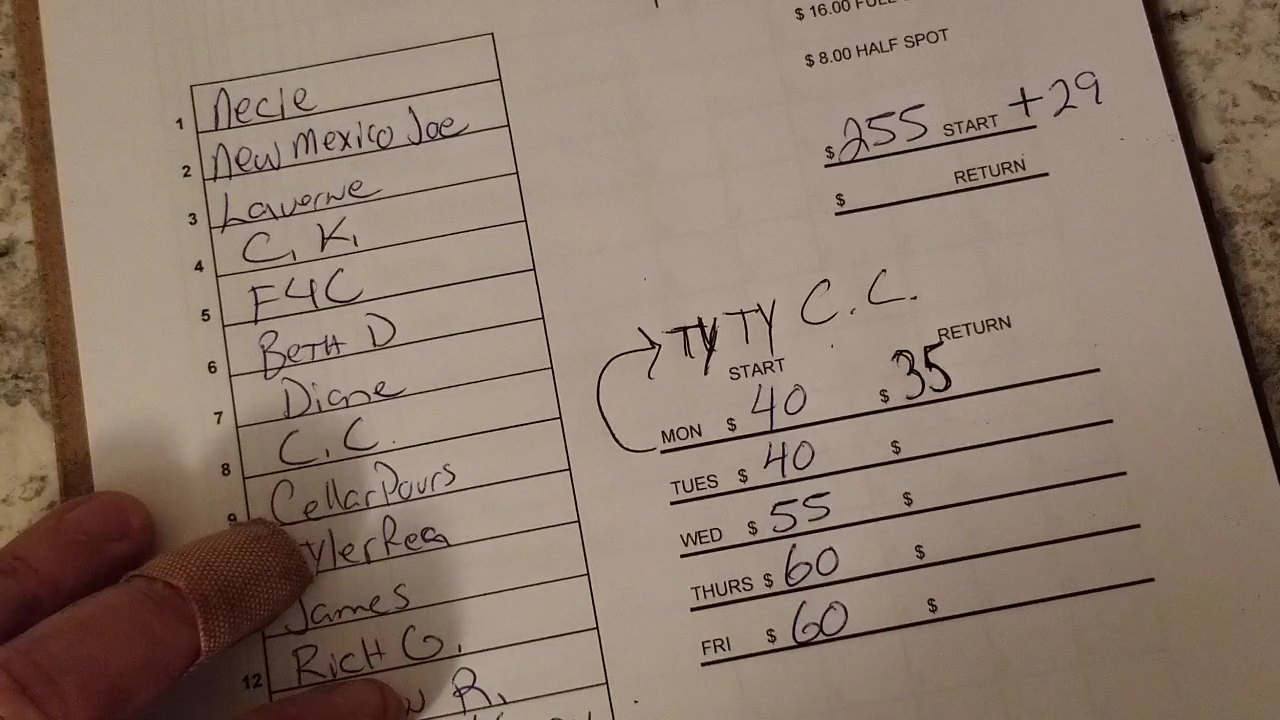 $ 16.00
$ 8.00 HALF SPOT
$ 255 START + 29
$ RETURN
1 Necie
2 New Mexico Joe
3 Laverne
4 C. K.
5 F4C
6 BETH D
7 Diane
8 C. C.
9 Cellar Pours
James
12 RicH G.
R.
TY TY C. C.
START RETURN
MON $ 40 $ 35
TUES $ 40 $
WED $ 55 $
THURS $ 60 $
FRI $ 60 $